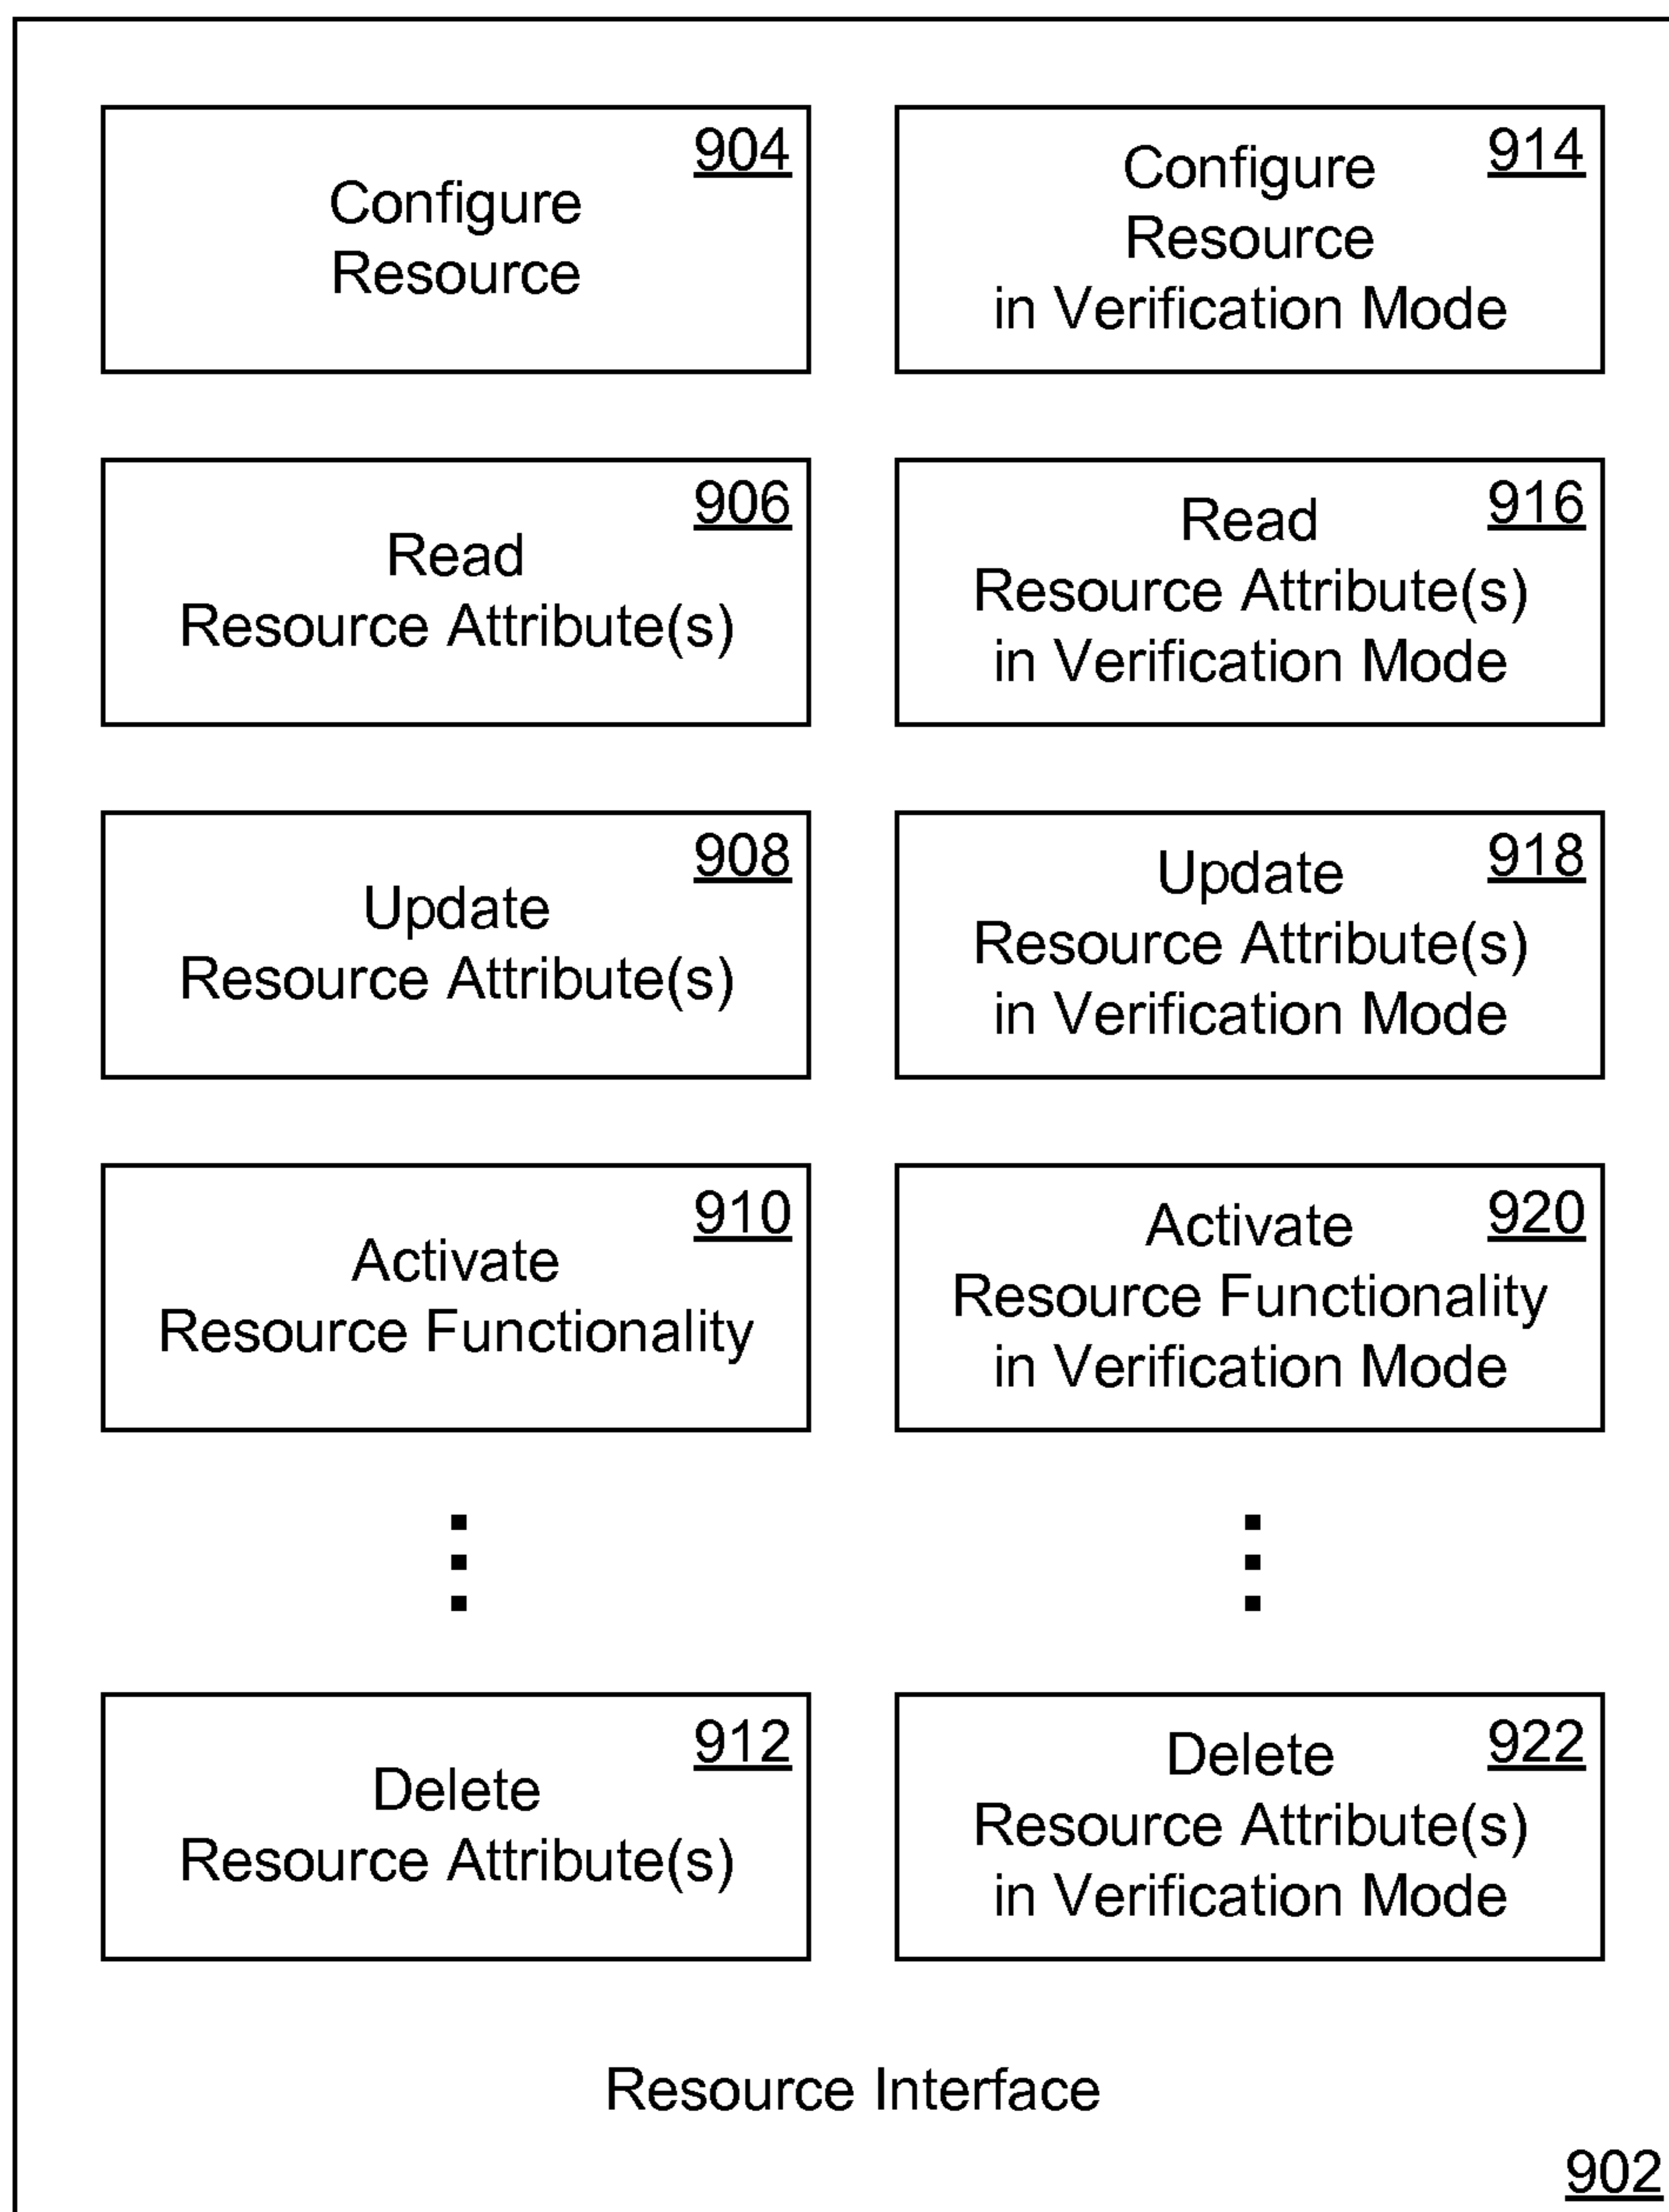 904
Configure
Resource
914
Configure
Resource
in Verification Mode
906
Read
Resource Attribute(s)
916
Read
Resource Attribute(s)
in Verification Mode
908
Update
Resource Attribute(s)
918
Update
Resource Attribute(s)
in Verification Mode
910
Activate
Resource Functionality
920
Activate
Resource Functionality
in Verification Mode
912
Delete
Resource Attribute(s)
922
Delete
Resource Attribute(s)
in Verification Mode
Resource Interface
902